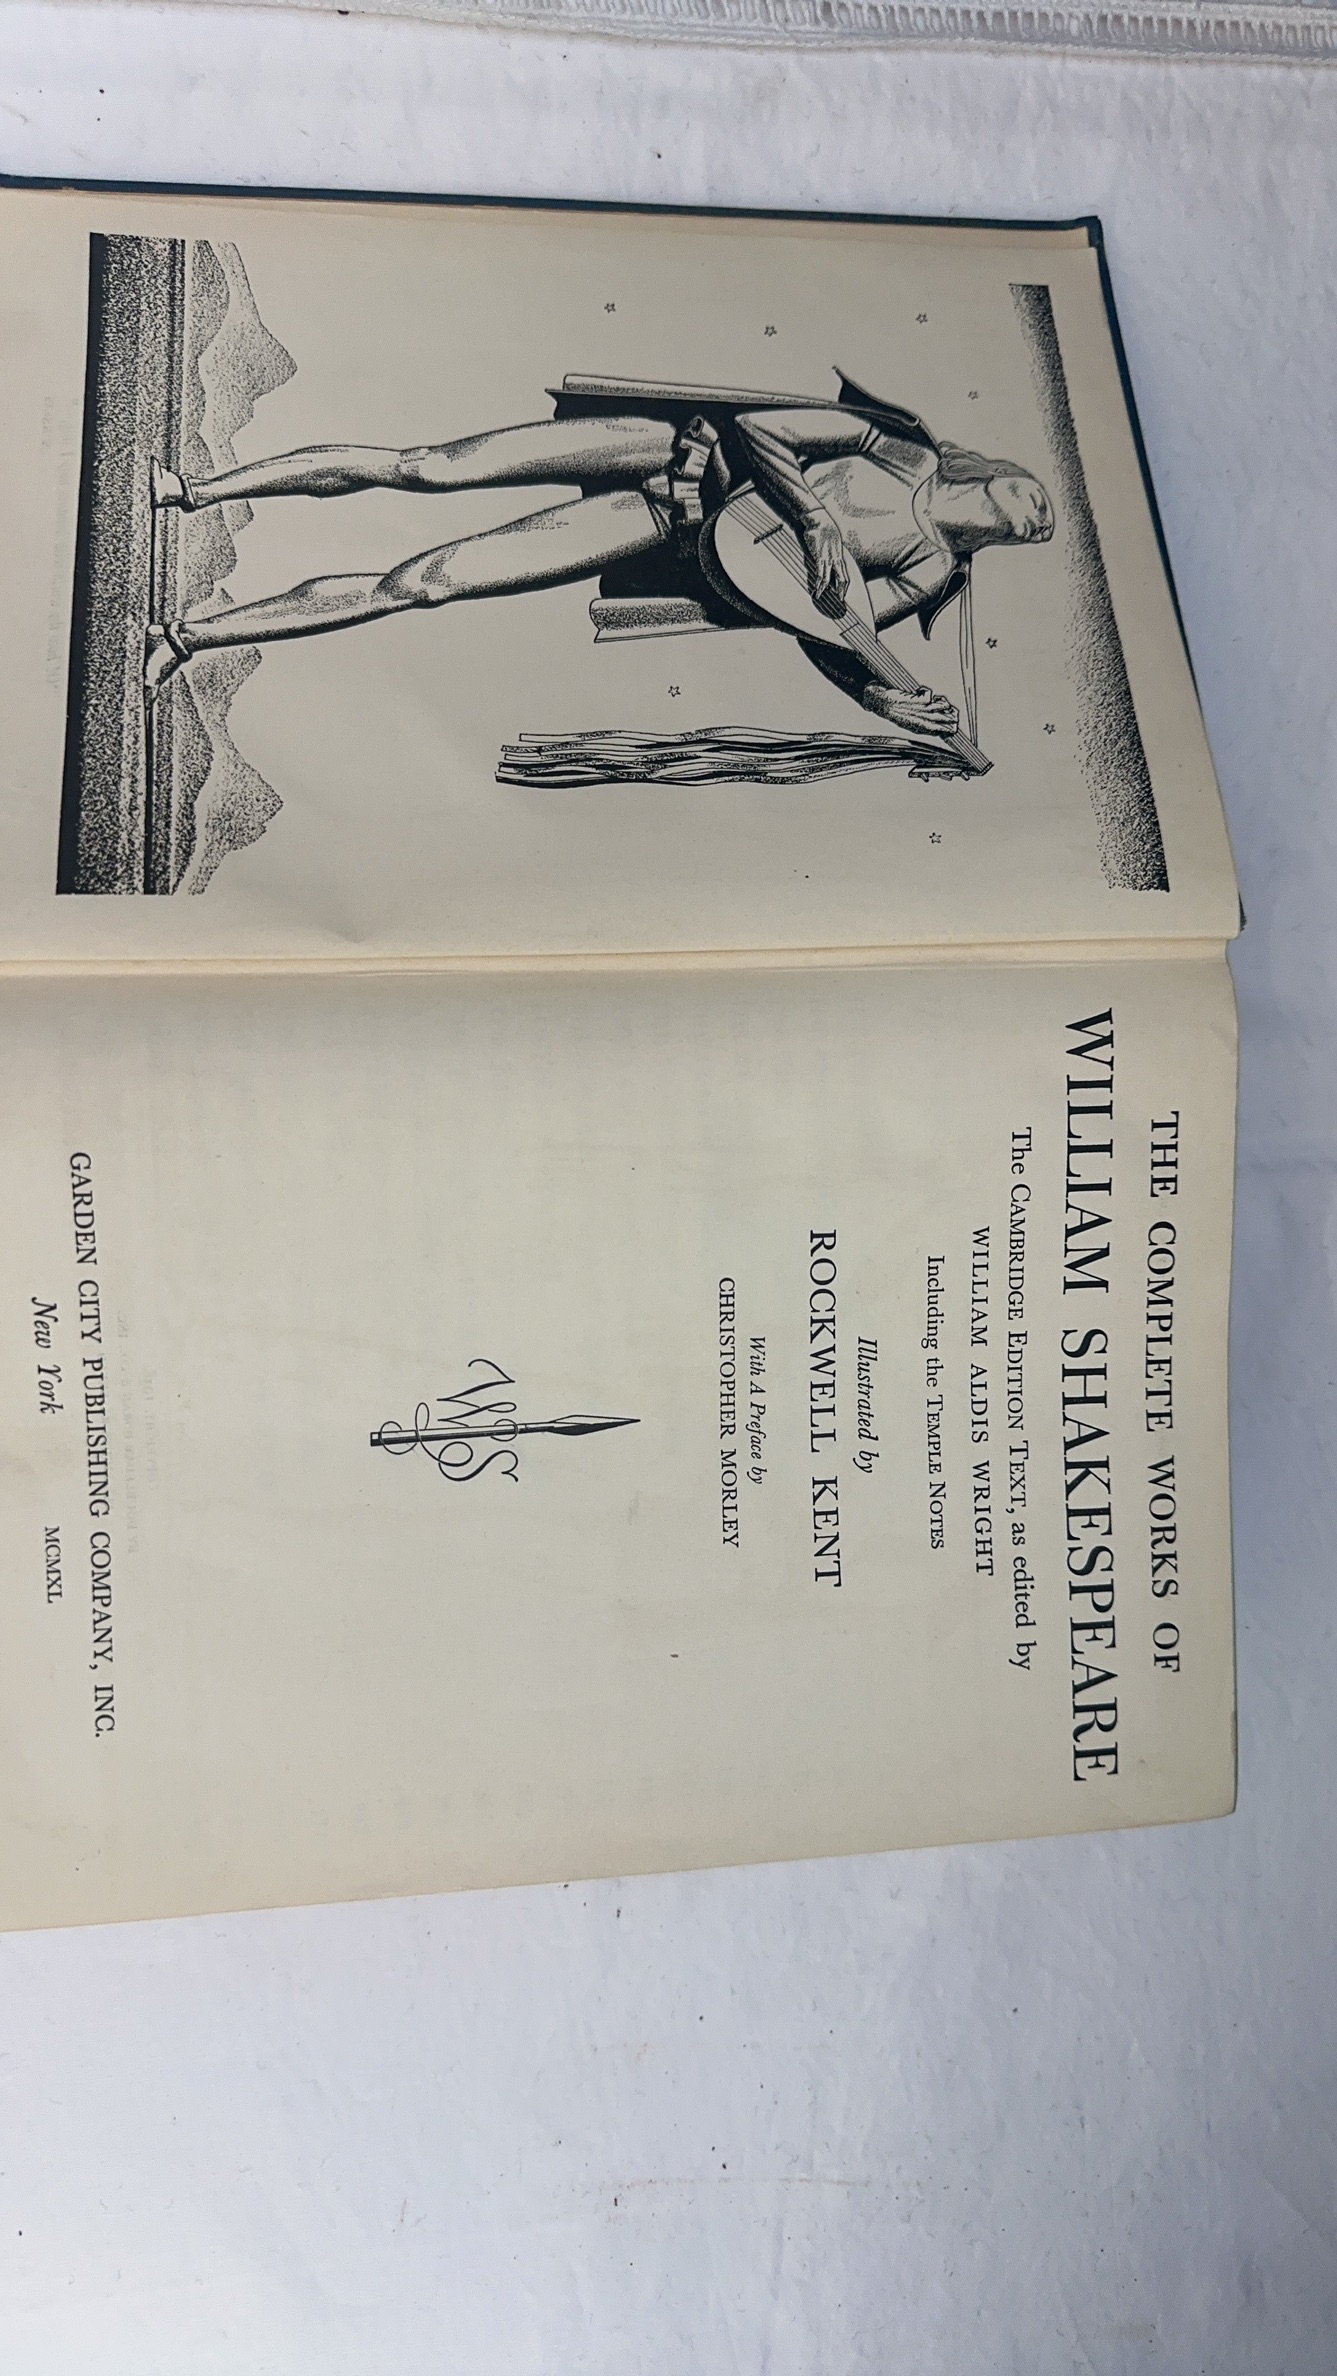 THE COMPLETE WORKS OF
WILLIAM SHAKESPEARE
The CAMBRIDGE EDITION TEXT, as edited by
WILLIAM ALDIS WRIGHT
Including the TEMPLE NOTES
Illustrated by
ROCKWELL KENT
With A Preface by
CHRISTOPHER MORLEY
WS
GARDEN CITY PUBLISHING COMPANY, INC.
New York MCMXL